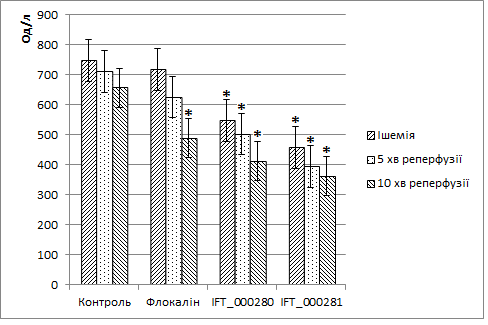 Од/л
900
800
700
600
500
400
300
200
100
0
* * * * * * *
Контроль Флокалін IFT_000280 IFT_000281
Ішемія
5 хв реперфузії
10 хв реперфузії